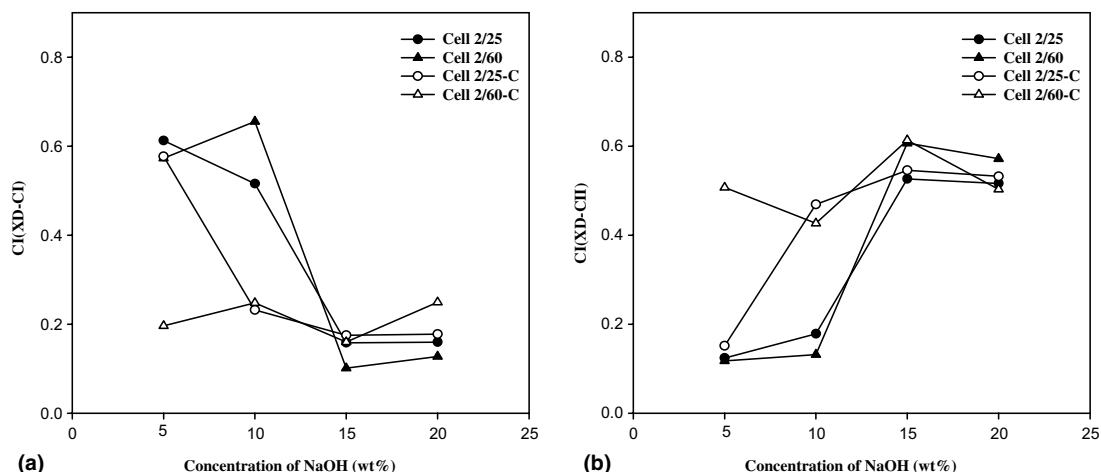 CI(XD-CI)
0.8
0.6
0.4
0.2
0.0
0
5
10
15
20
25
Cell 2/25
Cell 2/60
Cell 2/25-C
Cell 2/60-C
(a)
Concentration of NaOH (wt%)
CI(XD-CII)
0.8
0.6
0.4
0.2
0.0
0
5
10
15
20
25
Cell 2/25
Cell 2/60
Cell 2/25-C
Cell 2/60-C
(b)
Concentration of NaOH (wt%)